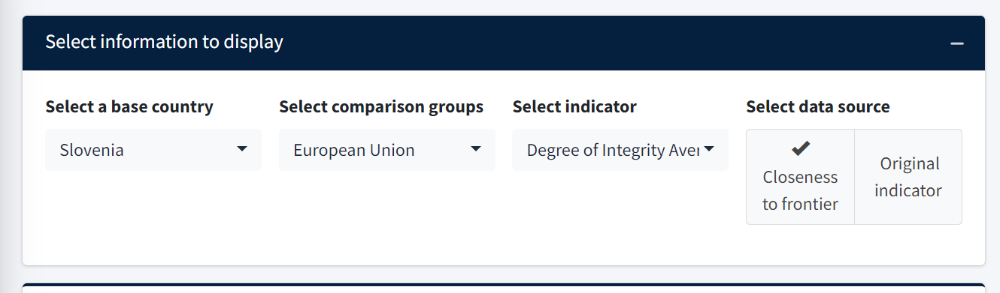 Select information to display
Select a base country
Slovenia
Select comparison groups
European Union
Select indicator
Degree of Integrity Aver
Select data source
Closeness
to frontier
Original
indicator